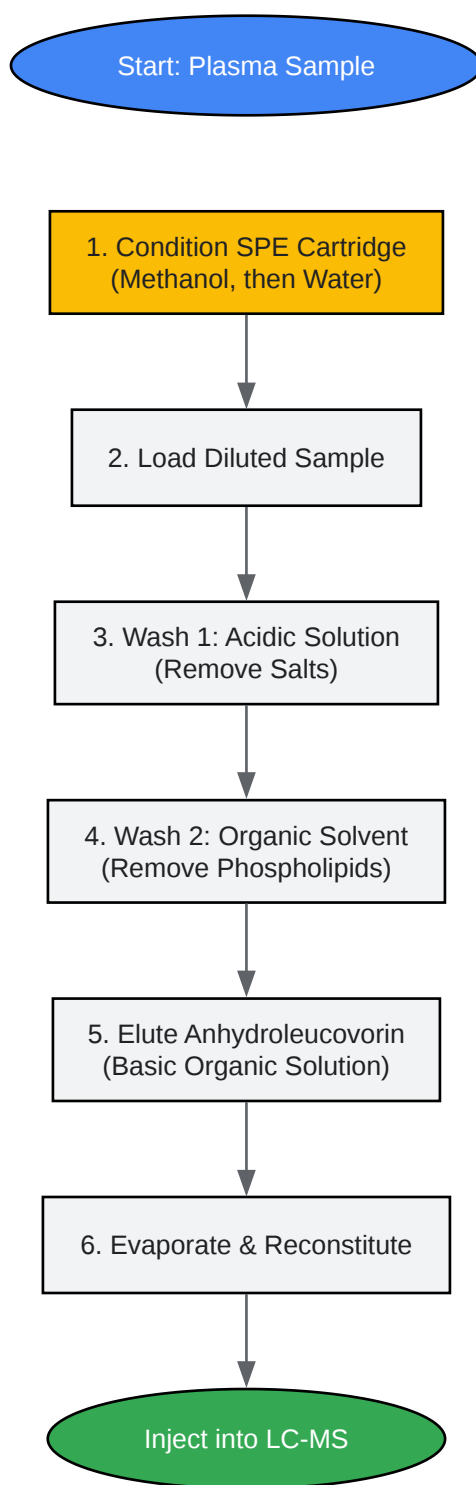 Start: Plasma Sample
1. Condition SPE Cartridge
(Methanol, then Water)
2. Load Diluted Sample
3. Wash 1: Acidic Solution
(Remove Salts)
4. Wash 2: Organic Solvent
(Remove Phospholipids)
5. Elute Anhydroleucovorin
(Basic Organic Solution)
6. Evaporate & Reconstitute
Inject into LC-MS